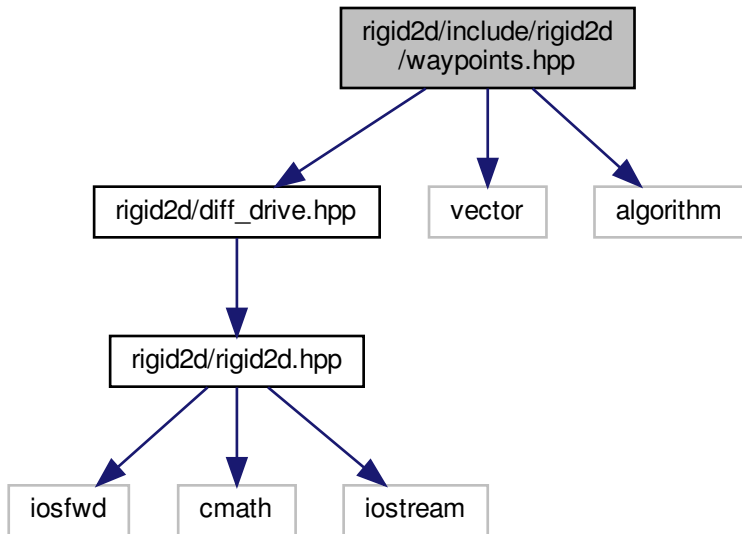 rigid2d/include/rigid2d
/waypoints.hpp
rigid2d/diff_drive.hpp
vector
algorithm
rigid2d/rigid2d.hpp
iosfwd
cmath
iostream